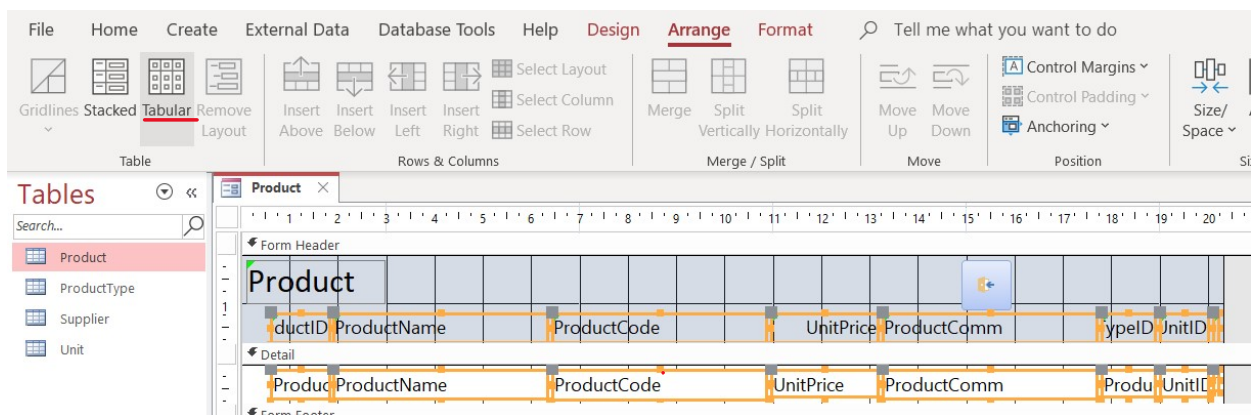 File Home Create External Data Database Tools Help Design Arrange Format Tell me what you want to do
Gridlines Stacked Tabular Remove Layout
Insert Above Insert Below Insert Left Insert Right
Select Layout
Select Column
Select Row
Merge Split Vertically Split Horizontally
Move Up Move Down
Control Margins
Control Padding
Anchoring
Size/ Space
Table Rows & Columns Merge / Split Move Position
Tables
Search...
Product
ProductType
Supplier
Unit
Product
1 2 3 4 5 6 7 8 9 10 11 12 13 14 15 16 17 18 19 20
Form Header
Product
1
ductID ProductName ProductCode UnitPrice ProductComm ypeID UnitID
Detail
Produc ProductName ProductCode UnitPrice ProductComm Produ UnitID
Form Footer